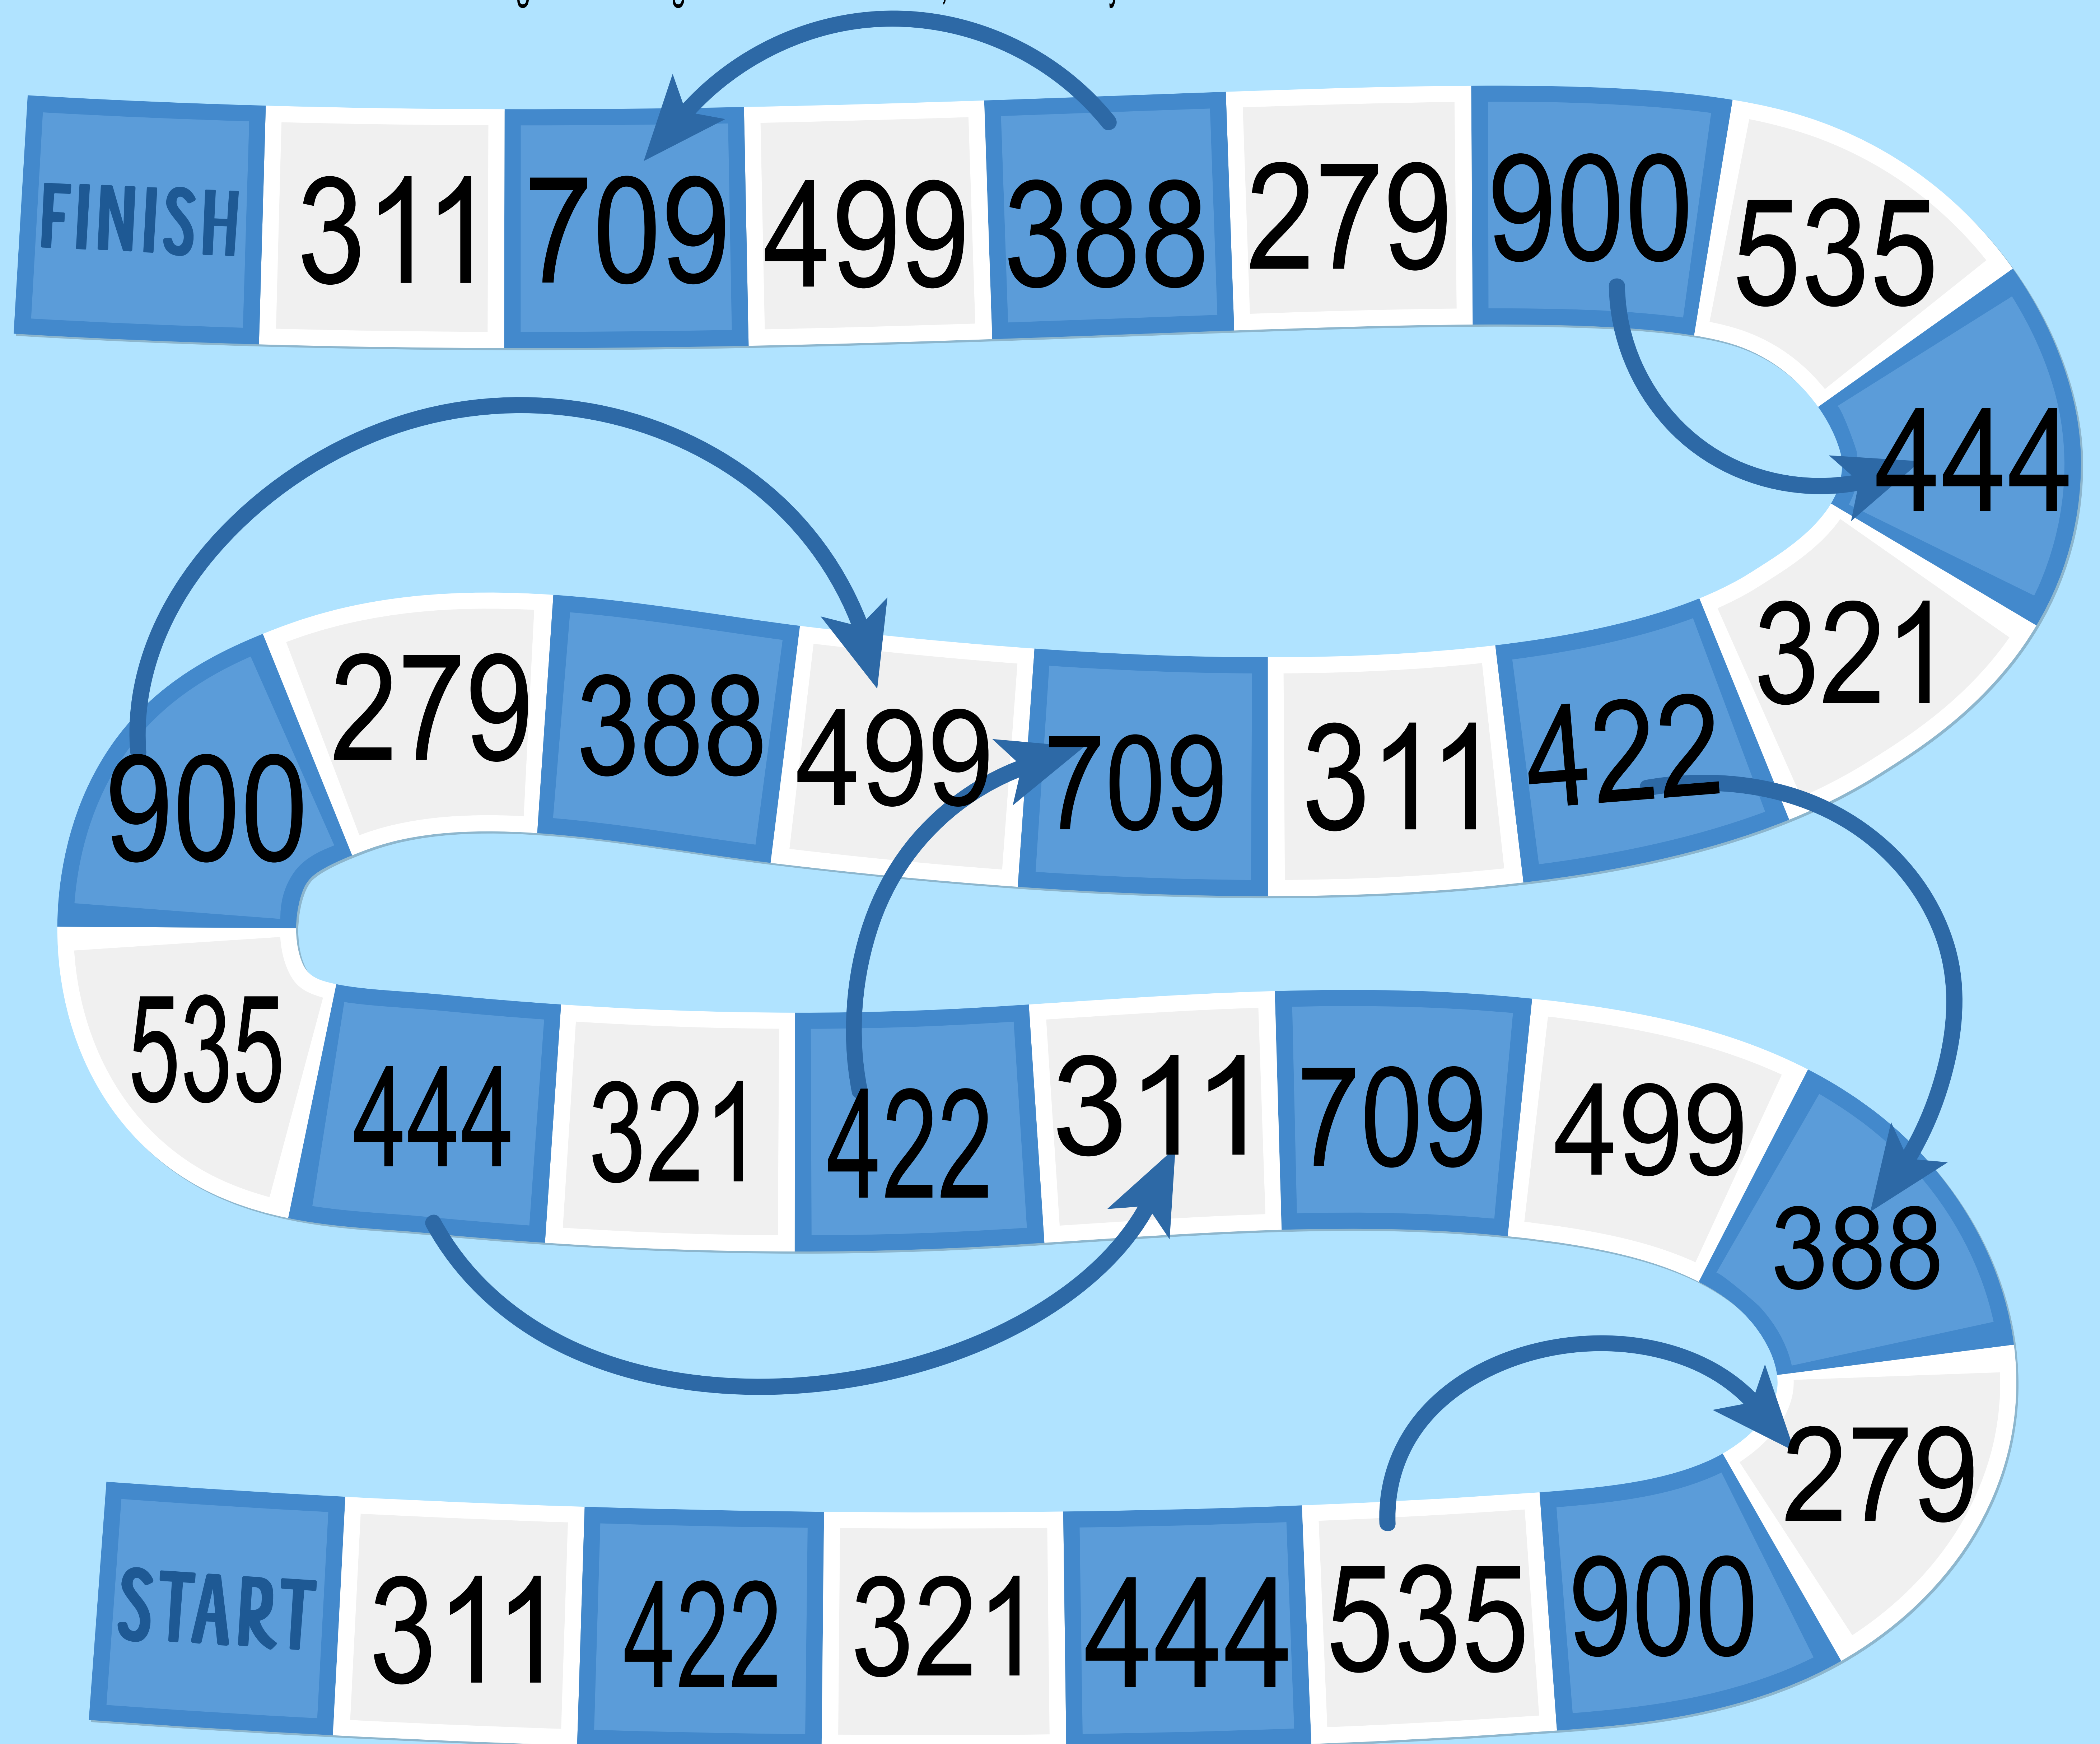 FINISH 311 709 499 388 279 900 535
444
321
900 279 388 499 709 311 422
535 444 321 422 311 709 499
388
279
START 311 422 321 444 535 900